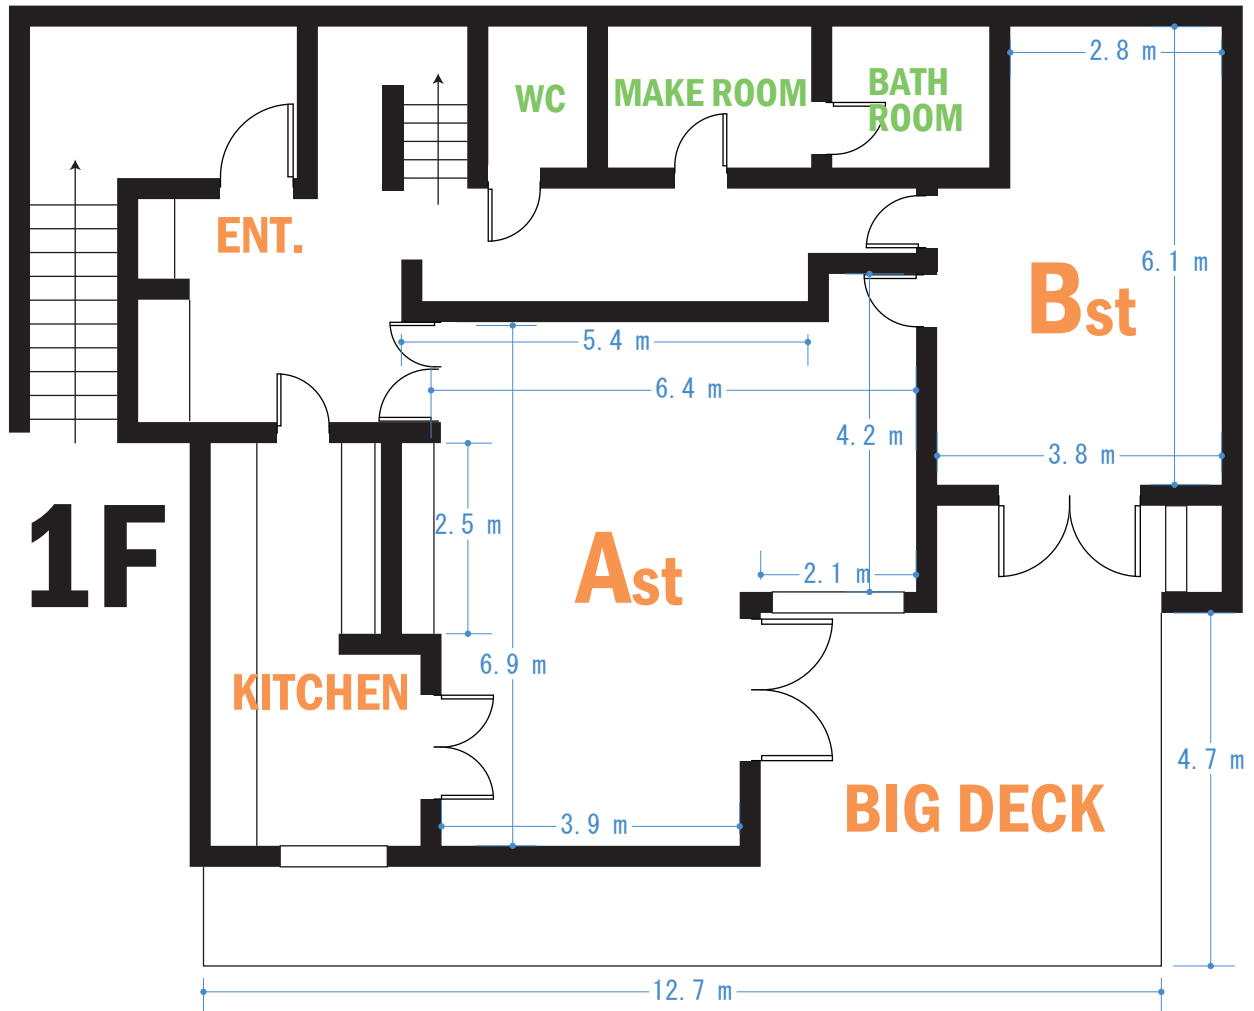 2.8 m
WC
MAKE ROOM
BATH
ROOM
ENT.
6.1 m
Bst
5.4 m
6.4 m
4.2 m
3.8 m
1F
2.5 m
Ast
2.1 m
6.9 m
KITCHEN
4.7 m
BIG DECK
3.9 m
12.7 m